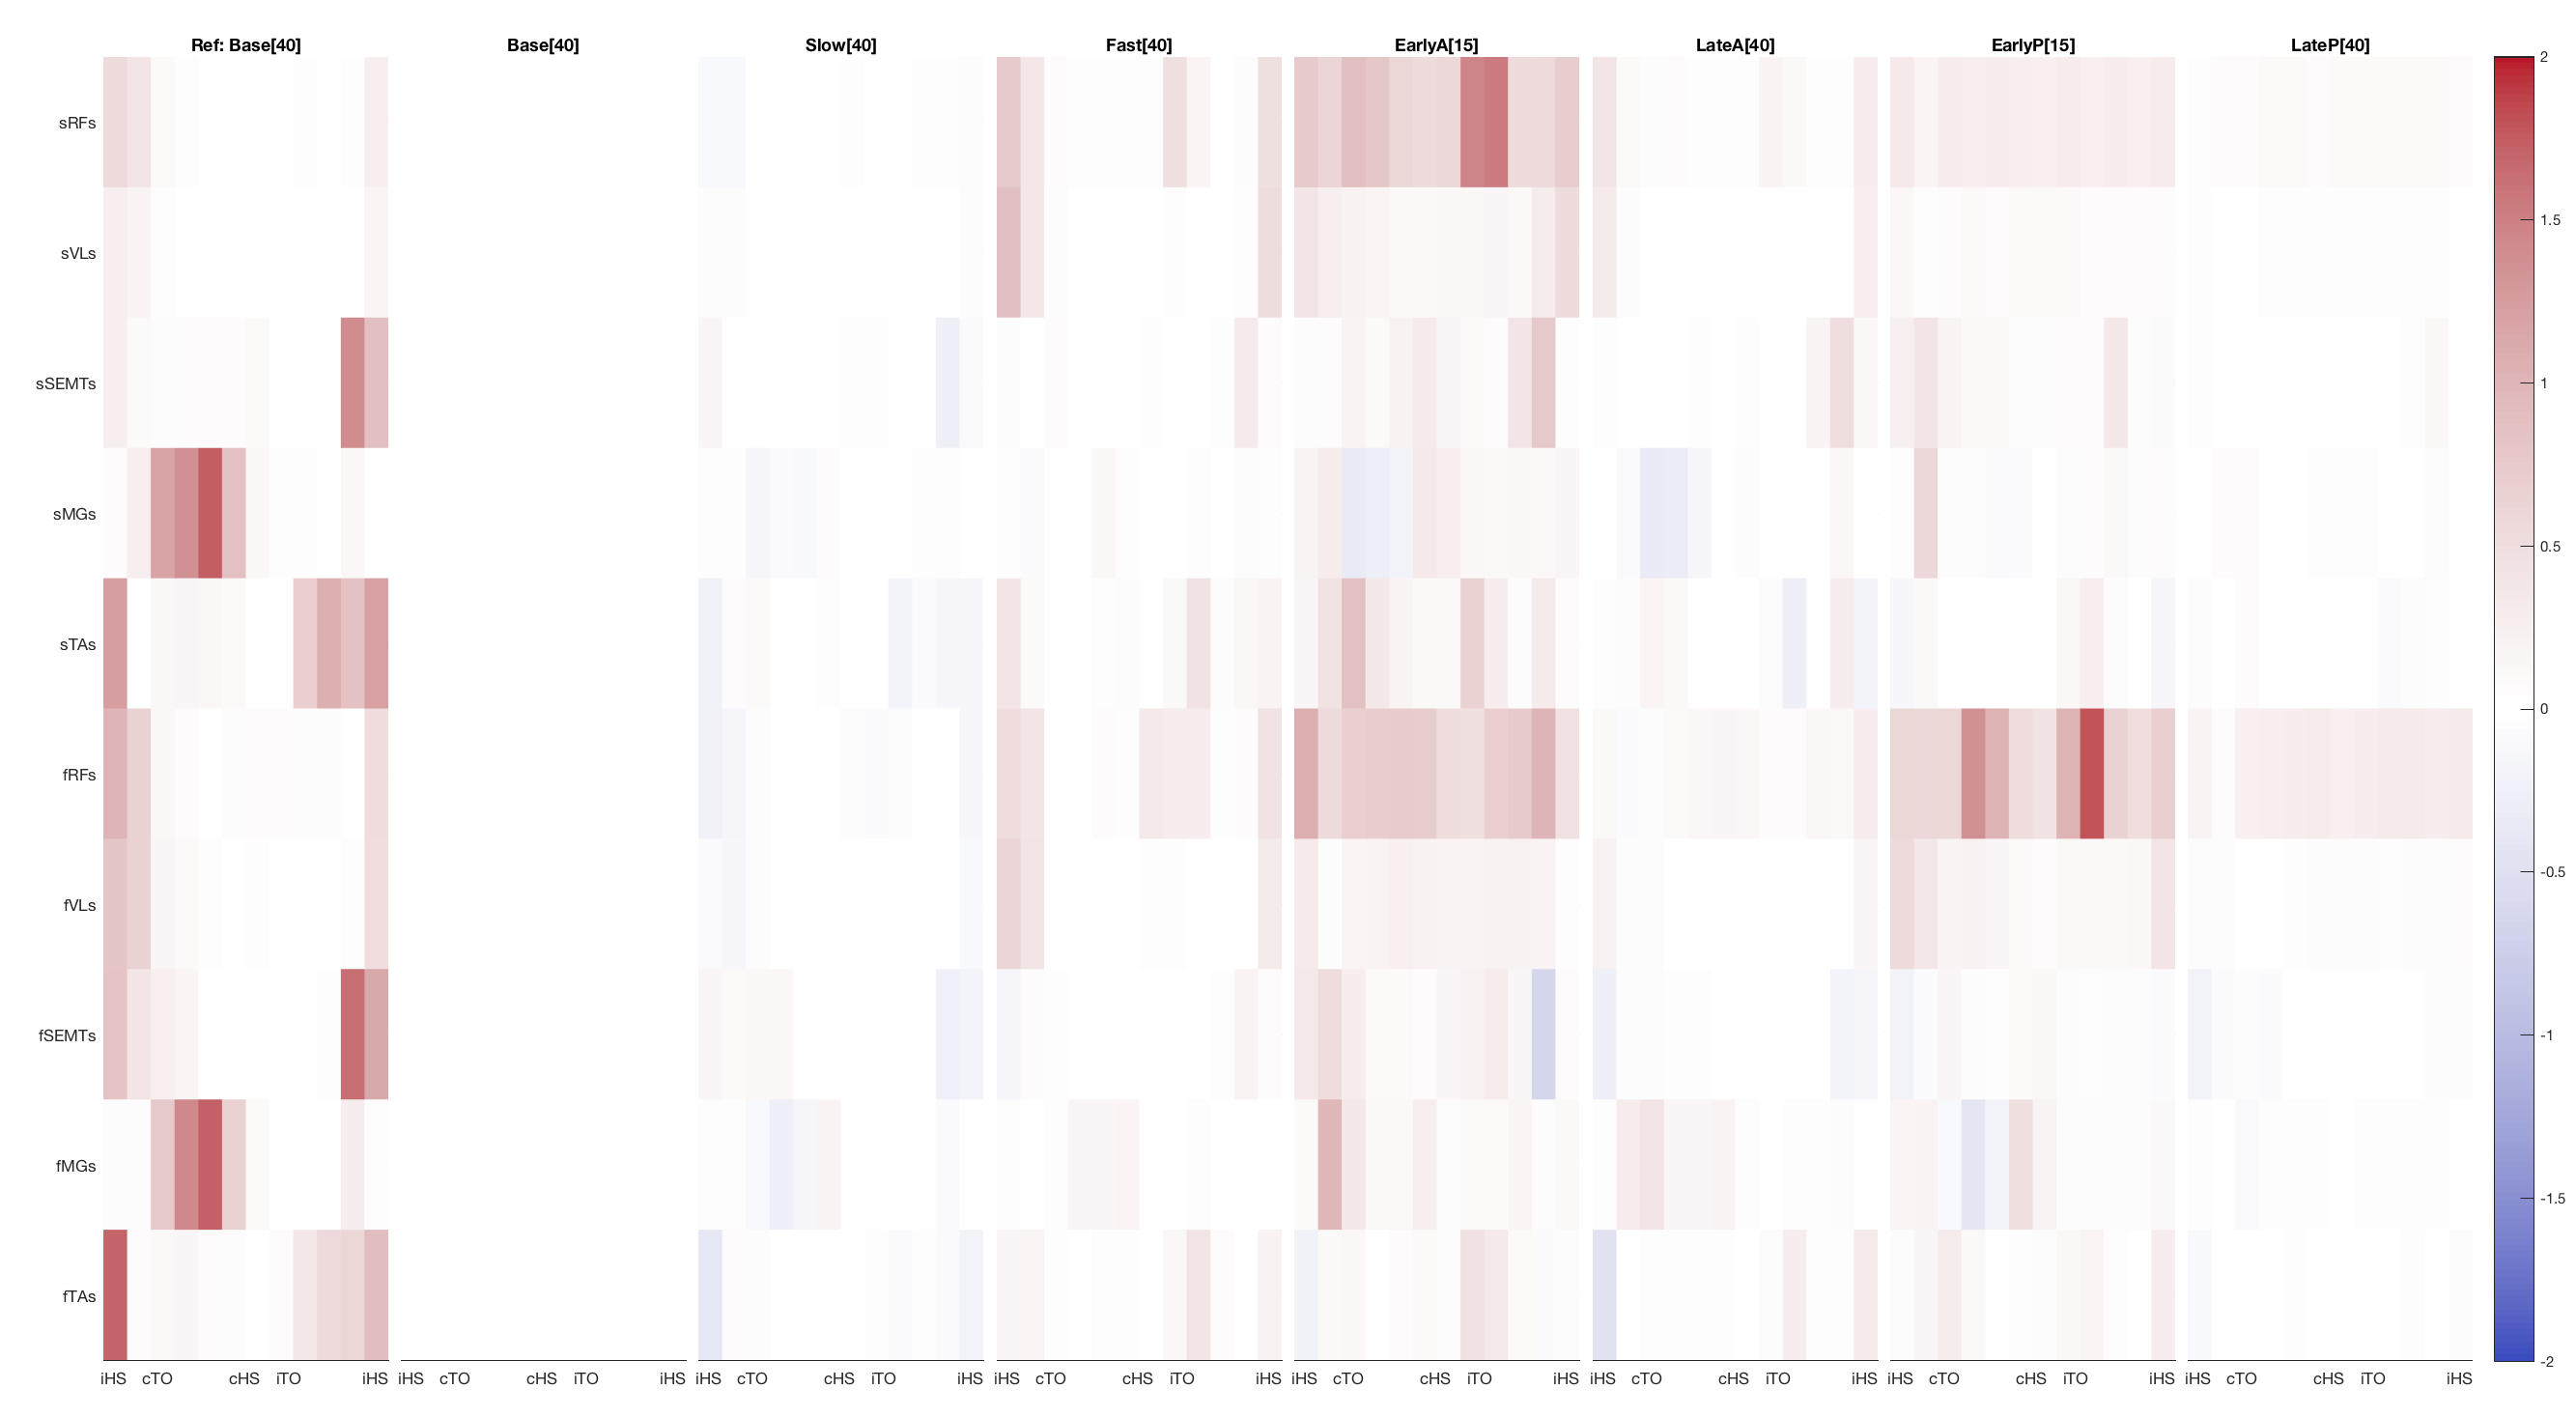 Ref: Base[40] Base[40] Slow[40] Fast[40] EarlyA[15] LateA[40] EarlyP[15] LateP[40]
2
sRFs
1.5
sVLs
1
sSEMTs
sMGs
0.5
sTAs
0
fRFs
-0.5
fVLs
fSEMTs
-1
fMGs
-1.5
fTAs
-2
iHS cTO cHS iTO iHS iHS cTO cHS iTO iHS iHS cTO cHS iTO iHS iHS cTO cHS iTO iHS iHS cTO cHS iTO iHS iHS cTO cHS iTO iHS iHS cTO cHS iTO iHS iHS cTO cHS iTO iHS